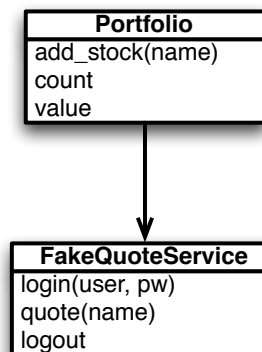 Portfolio
add_stock(name)
count
value
FakeQuoteService
login(user, pw)
quote(name)
logout